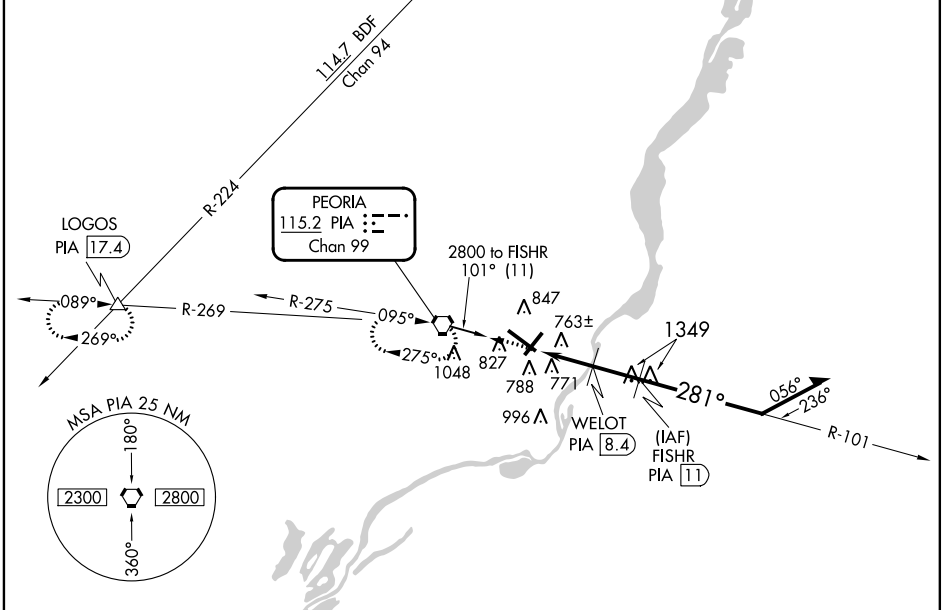 114.7 BDF
Chan 94
R-224
PEORIA
115.2 PIA
Chan 99
LOGOS
PIA 17.4
2800 to FISHR
101° (11)
089°
R-269
R-275
095°
847
763±
1349
269°
275°
1048
827
788
771
281°
056°
236°
996
WELOT
PIA 8.4
(IAF)
FISHR
PIA 11
R-101
MSA PIA 25 NM
180°
2300
2800
360°